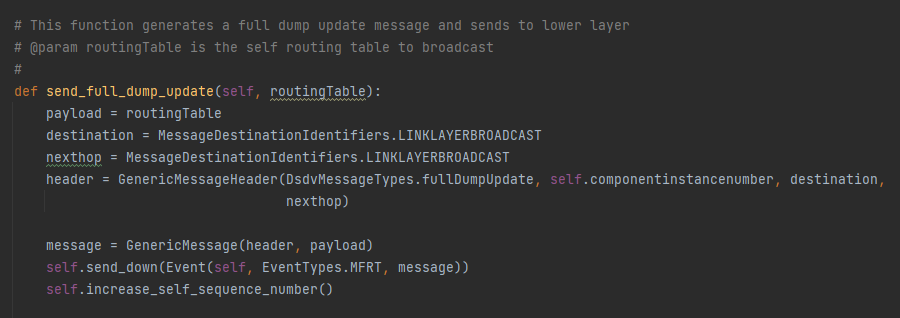 # This function generates a full dump update message and sends to lower layer
# @param routingTable is the self routing table to broadcast
#
def send_full_dump_update(self, routingTable):
    payload = routingTable
    destination = MessageDestinationIdentifiers.LINKLAYERBROADCAST
    nexthop = MessageDestinationIdentifiers.LINKLAYERBROADCAST
    header = GenericMessageHeader(DsdvMessageTypes.fullDumpUpdate, self.componentinstancenumber, destination,
                                  nexthop)
    message = GenericMessage(header, payload)
    self.send_down(Event(self, EventTypes.MFRT, message))
    self.increase_self_sequence_number()